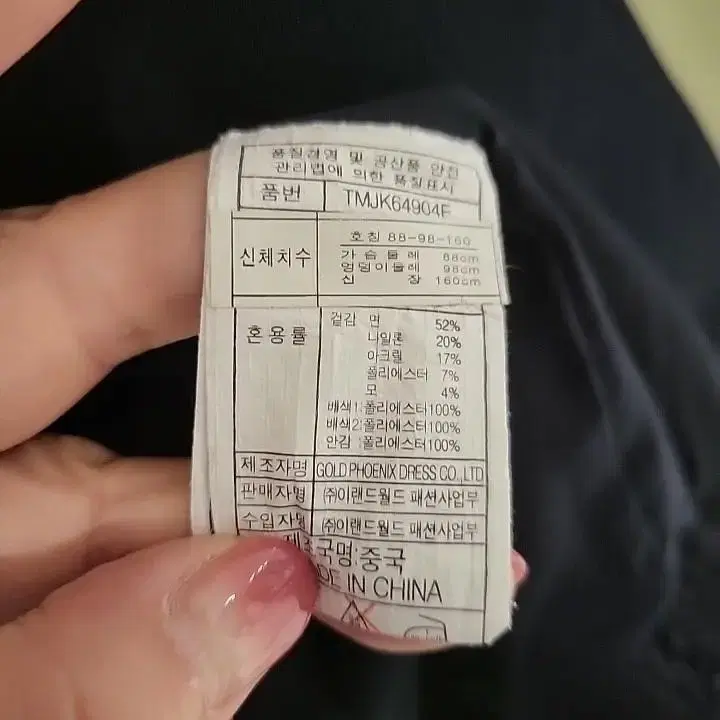 품질경영 및 공산품 안전
관리법에 의한 품질표시
품번 TMJK64904F
신체치수
호칭 88-98-160
가슴둘레 88cm
엉덩이둘레 98cm
신장 160cm
혼용률
겉감 면 52%
나일론 20%
아크릴 17%
폴리에스터 7%
모 4%
배색1:폴리에스터100%
배색2:폴리에스터100%
안감 :폴리에스터100%
제조자명 GOLD PHOENIX DRESS CO.,LTD
판매자명 ㈜이랜드월드 패션사업부
수입자명 ㈜이랜드월드 패션사업부
제조국명:중국
DE IN CHINA